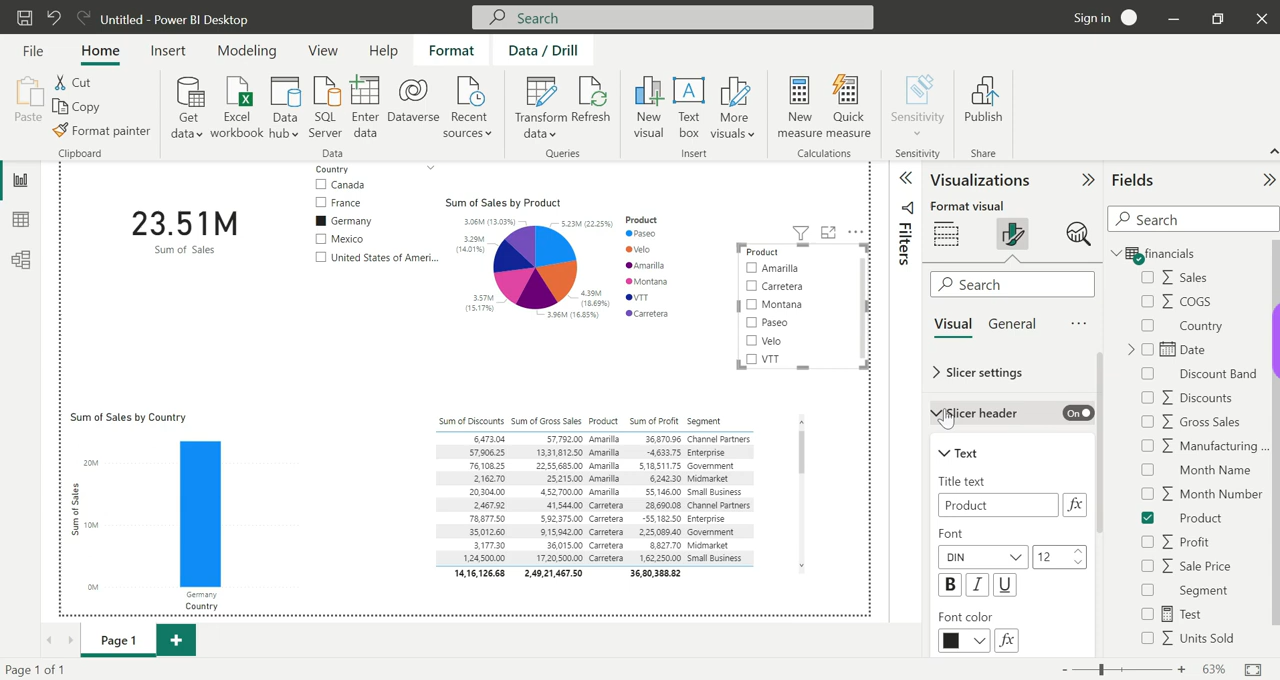 Untitled - Power BI Desktop
Search
Sign in
File
Home
Insert
Modeling
View
Help
Format
Data / Drill
Paste
Cut
Copy
Format painter
Clipboard
Get data
Excel workbook
Data hub
SQL Server
Enter data
Dataverse
Recent sources
Data
Transform data
Refresh
Queries
New visual
Text box
More visuals
Insert
New measure
Quick measure
Calculations
Sensitivity
Sensitivity
Publish
Share
23.51M
Sum of Sales
Country
Canada
France
Germany
Mexico
United States of Ameri...
Sum of Sales by Product
3.06M (13.03%)
5.23M (22.25%)
3.29M
(14.01%)
3.57M
(15.17%)
4.39M
(18.69%)
3.96M (16.85%)
Product
Paseo
Velo
Amarilla
Montana
VTT
Carretera
Product
Amarilla
Carretera
Montana
Paseo
Velo
VTT
Sum of Sales by Country
Sum of Sales
20M
10M
0M
Germany
Country
Sum of Discounts Sum of Gross Sales Product Sum of Profit Segment
6,473.04 57,792.00 Amarilla 36,870.96 Channel Partners
57,906.25 13,31,812.50 Amarilla -4,633.75 Enterprise
76,108.25 22,55,685.00 Amarilla 5,18,511.75 Government
2,162.70 25,215.00 Amarilla 6,242.30 Midmarket
20,304.00 4,52,700.00 Amarilla 55,146.00 Small Business
2,467.92 41,544.00 Carretera 28,690.08 Channel Partners
78,877.50 5,92,375.00 Carretera -55,182.50 Enterprise
35,012.60 9,15,942.00 Carretera 2,25,089.40 Government
3,177.30 36,015.00 Carretera 8,827.70 Midmarket
1,24,500.00 17,20,500.00 Carretera 1,62,250.00 Small Business
14,16,126.68 2,49,21,467.50 36,80,388.82
Filters
Visualizations
Format visual
Search
Visual
General
...
Slicer settings
Slicer header
On
Text
Title text
Product
fx
Font
DIN
12
B
I
U
Font color
fx
Fields
Search
financials
Sales
COGS
Country
Date
Discount Band
Discounts
Gross Sales
Manufacturing ...
Month Name
Month Number
Product
Profit
Sale Price
Segment
Test
Units Sold
Page 1
Page 1 of 1
- + 63%